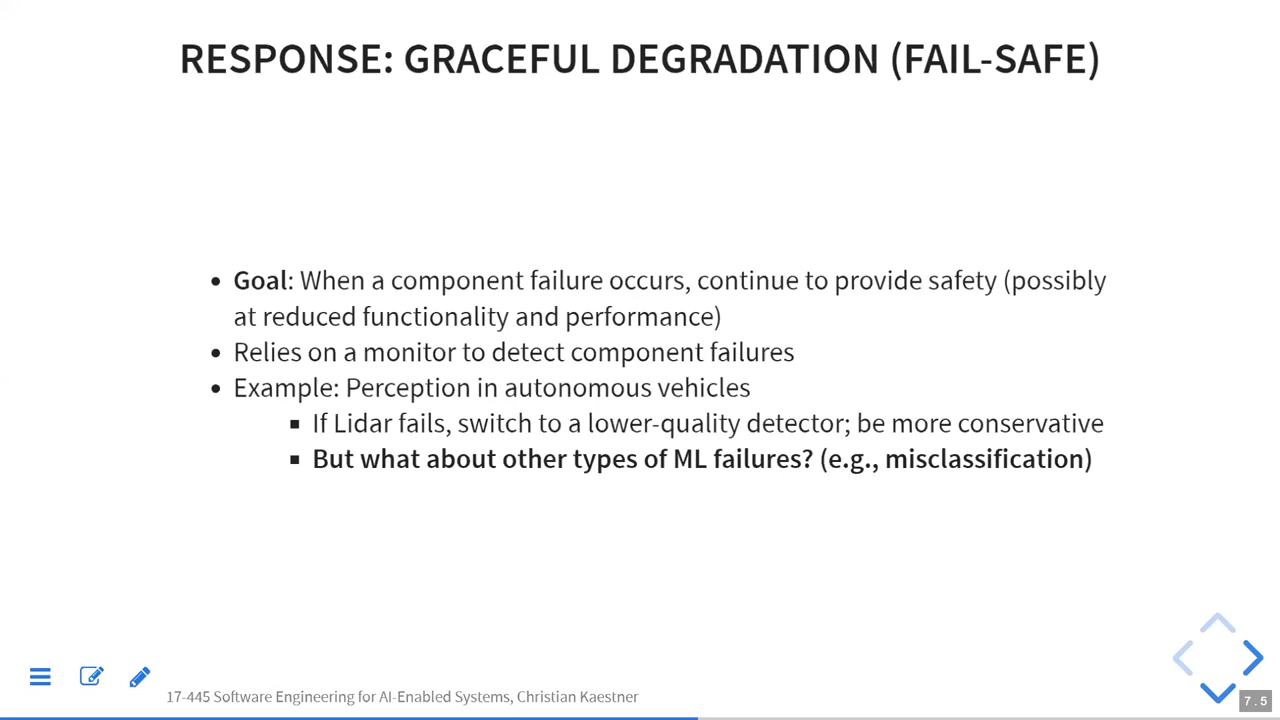 RESPONSE: GRACEFUL DEGRADATION (FAIL-SAFE)
Goal: When a component failure occurs, continue to provide safety (possibly
at reduced functionality and performance)
Relies on a monitor to detect component failures
Example: Perception in autonomous vehicles
If Lidar fails, switch to a lower-quality detector; be more conservative
But what about other types of ML failures? (e.g., misclassification)
17-445 Software Engineering for AI-Enabled Systems, Christian Kaestner
7.5